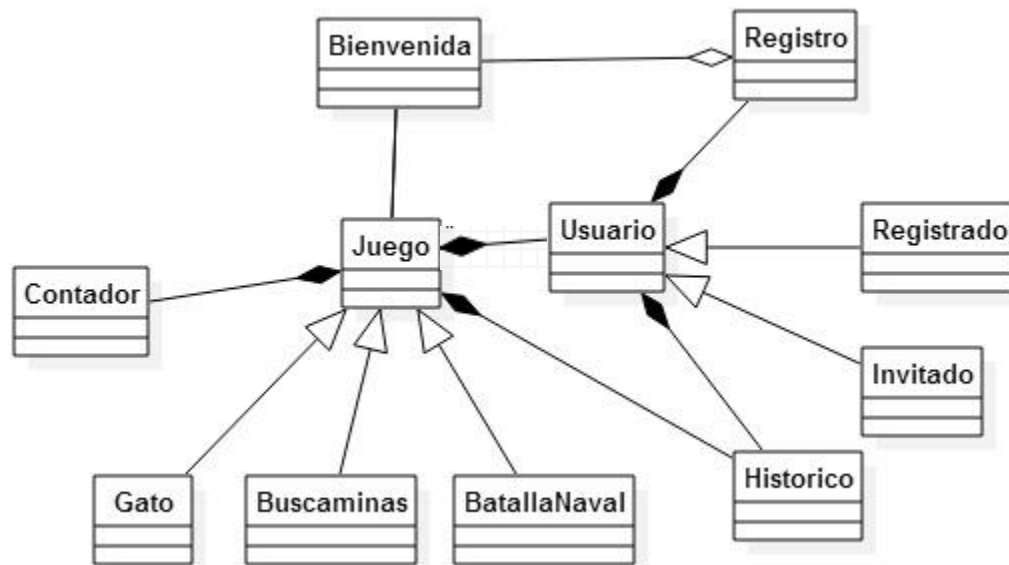 Bienvenida
Registro
Juego
Usuario
Registrado
Contador
Invitado
Gato
Buscaminas
BatallaNaval
Historico